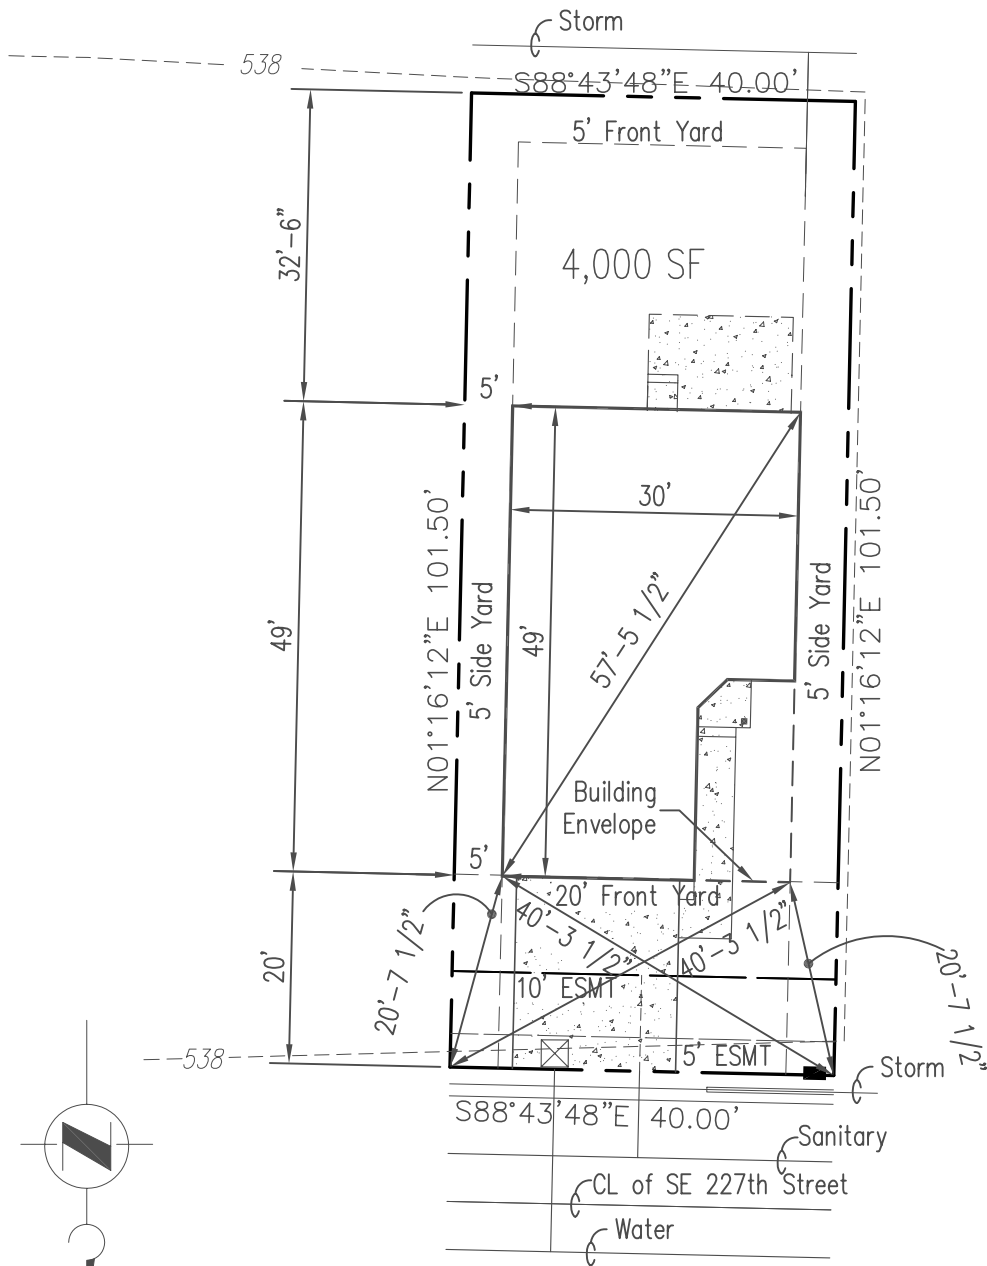 Storm
538
S88°43'48"E 40.00'
5' Front Yard
32'-6"
4,000 SF
5'
30'
N01°16'12"E 101.50'
N01°16'12"E 101.50'
5' Side Yard
5' Side Yard
49'
49'
57'-5 1/2"
Building
Envelope
5'
20' Front Yard
40'-3 1/2"
40'-3 1/2"
20'-7 1/2"
20'-7 1/2"
20'
10' ESMT
5' ESMT
538
Storm
S88°43'48"E 40.00'
Sanitary
CL of SE 227th Street
Water